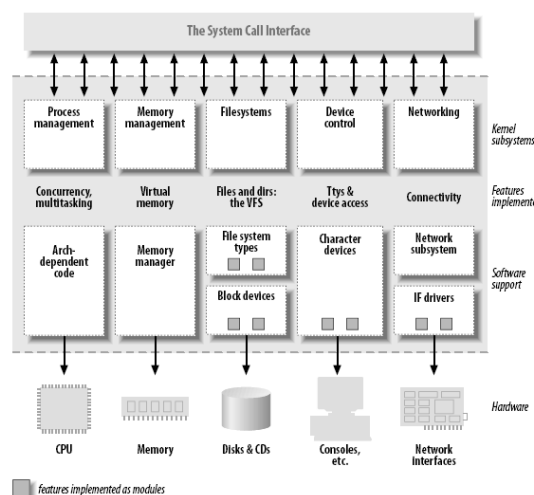 The System Call Interface
Process
management
Memory
management
Filesystems
Device
control
Networking
Kernel
subsystems
Concurrency,
multitasking
Virtual
memory
Files and dirs:
the VFS
Ttys &
device access
Connectivity
Features
implemente
Arch-
dependent
code
Memory
manager
File system
types
Block devices
Character
devices
Network
subsystem
IF drivers
Software
support
Hardware
CPU
Memory
Disks & CDs
Consoles,
etc.
Network
interfaces
features implemented as modules